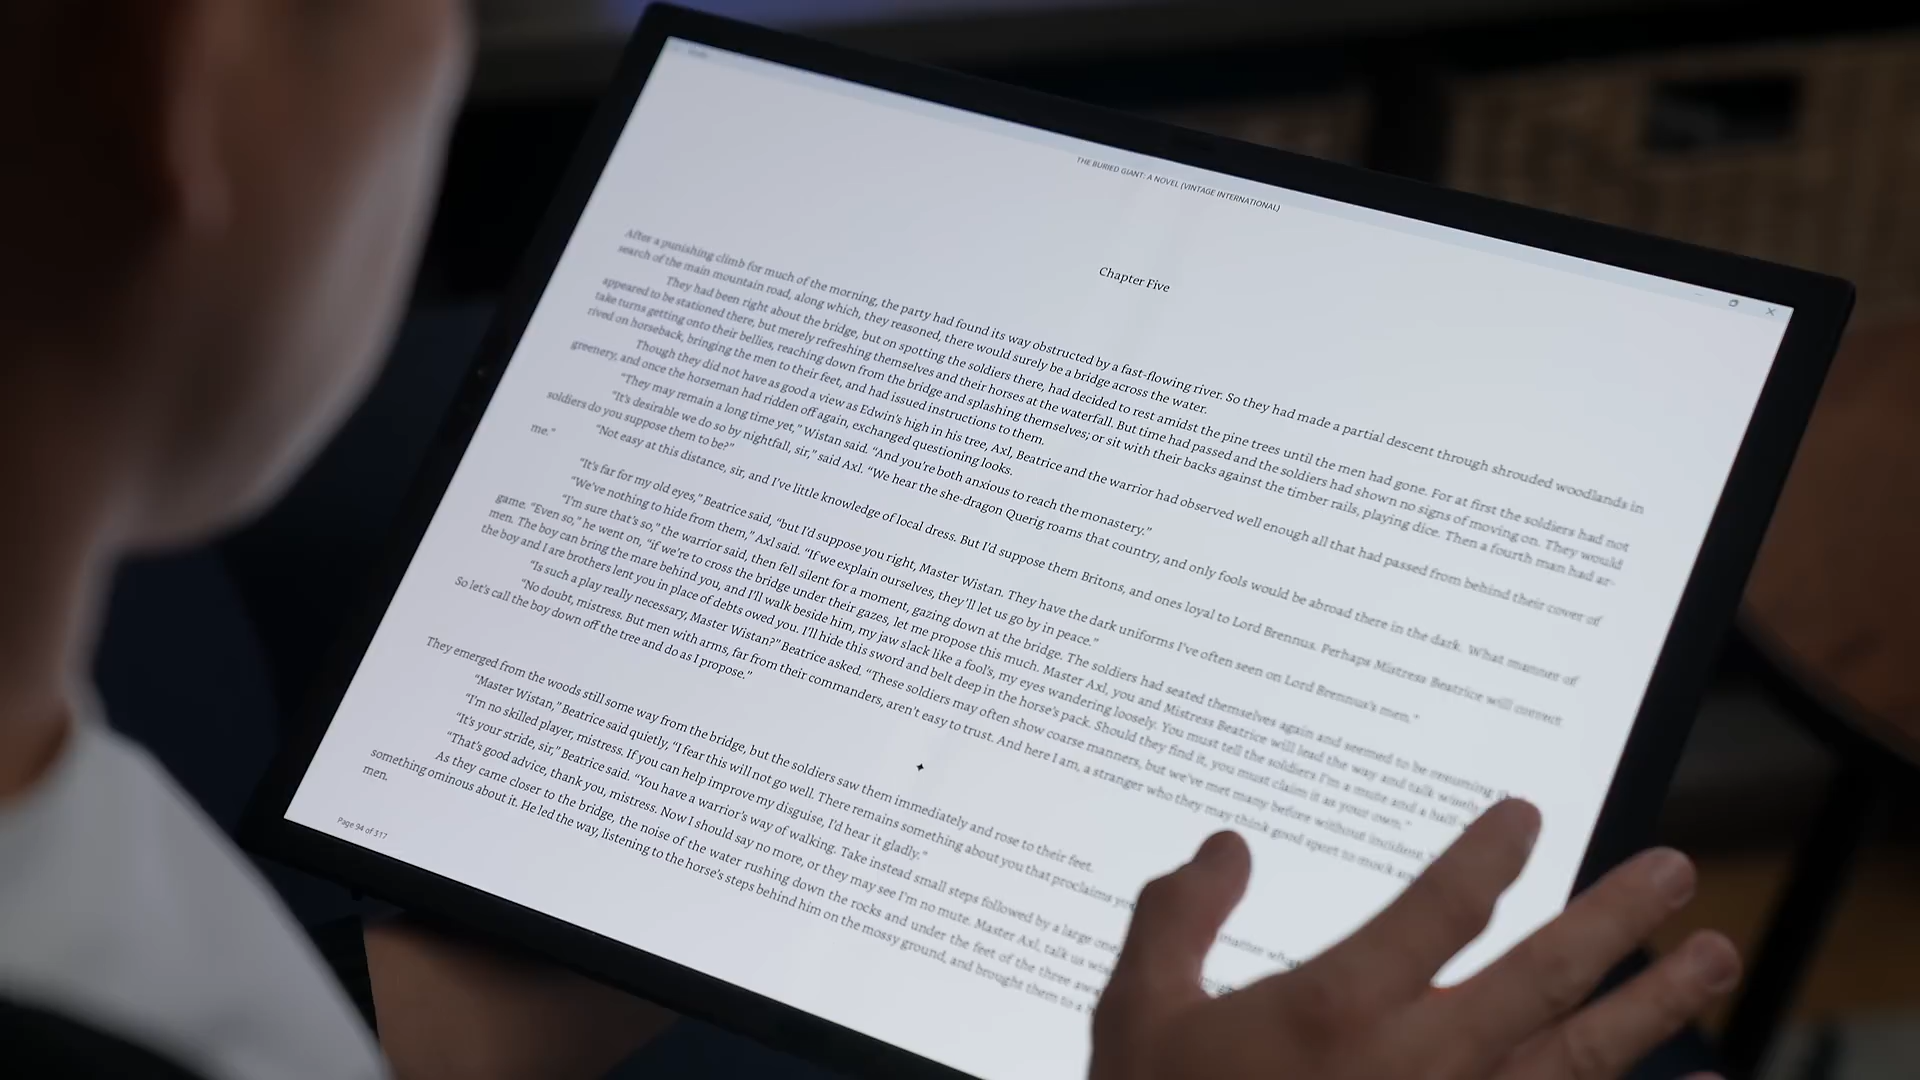 THE BURIED GIANT: A NOVEL (VINTAGE INTERNATIONAL)
Chapter Five
After a punishing climb for much of the morning, the party had found its way obstructed by a fast-flowing river. So they had made a partial descent through shrouded woodlands in
search of the main mountain road, along which, they reasoned, there would surely be a bridge across the water.
They had been right about the bridge, but on spotting the soldiers there, had decided to rest amidst the pine trees until the men had gone. For at first the soldiers had not
appeared to be stationed there, but merely refreshing themselves and their horses at the waterfall. But time had passed and the soldiers had shown no signs of moving on. They would
take turns getting onto their bellies, reaching down from the bridge and splashing themselves; or sit with their backs against the timber rails, playing dice. Then a fourth man had ar-
rived on horseback, bringing the men to their feet, and had issued instructions to them.
Though they did not have as good a view as Edwin's high in his tree, Axl, Beatrice and the warrior had observed well enough all that had passed from behind their cover of
greenery, and once the horseman had ridden off again, exchanged questioning looks.
“They may remain a long time yet,” Wistan said. “And you're both anxious to reach the monastery.”
“It's desirable we do so by nightfall, sir,” said Axl. “We hear the she-dragon Querig roams that country, and only fools would be abroad there in the dark. What manner of
soldiers do you suppose them to be?”
“Not easy at this distance, sir, and I've little knowledge of local dress. But I'd suppose them Britons, and ones loyal to Lord Brennus. Perhaps Mistress Beatrice will correct
me.”
“It's far for my old eyes,” Beatrice said, “but I'd suppose you right, Master Wistan. They have the dark uniforms I've often seen on Lord Brennus's men.”
“We've nothing to hide from them,” Axl said. “If we explain ourselves, they'll let us go by in peace.”
“I'm sure that's so,” the warrior said, then fell silent for a moment, gazing down at the bridge. The soldiers had seated themselves again and seemed to be resuming
game. “Even so,” he went on, “if we're to cross the bridge under their gazes, let me propose this much. Master Axl, you and Mistress Beatrice will lead the way and talk wisely
men. The boy can bring the mare behind you, and I'll walk beside him, my jaw slack like a fool's, my eyes wandering loosely. You must tell the soldiers I'm a mute and a half
the boy and I are brothers lent you in place of debts owed you. I'll hide this sword and belt deep in the horse's pack. Should they find it, you must claim it as your own.”
“Is such a play really necessary, Master Wistan?” Beatrice asked. “These soldiers may often show coarse manners, but we've met many before without incident.
“No doubt, mistress. But men with arms, far from their commanders, aren't easy to trust. And here I am, a stranger who they may think good sport to mock
So let's call the boy down off the tree and do as I propose.”
They emerged from the woods still some way from the bridge, but the soldiers saw them immediately and rose to their feet.
“Master Wistan,” Beatrice said quietly, “I fear this will not go well. There remains something about you that proclaims
matter what
“I'm no skilled player, mistress. If you can help improve my disguise, I'd hear it gladly.”
“It's your stride, sir,” Beatrice said. “You have a warrior's way of walking. Take instead small steps followed by a large one,
“That's good advice, thank you, mistress. Now I should say no more, or they may see I'm no mute. Master Axl, talk us
As they came closer to the bridge, the noise of the water rushing down the rocks and under the feet of the three
something ominous about it. He led the way, listening to the horse's steps behind him on the mossy ground, and brought them to a
men.
Page 94 of 317